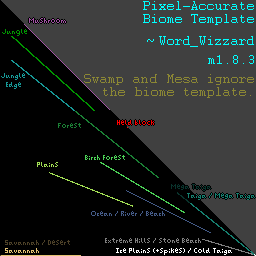 Pixel-Accurate
Biome Template
~ Word_Wizzard
m1.8.3
Swamp and Mesa ignore
the biome template.
Mushroom
Jungle
Jungle
Edge
Forest
New Block
Birch Forest
Plains
Mega Taiga
Taiga / Mega Taiga
Ocean / River / Beach
Extreme Hills / Stone Beach
Savannah / Desert
Savannah
Ice Plains (+Spikes) / Cold Taiga